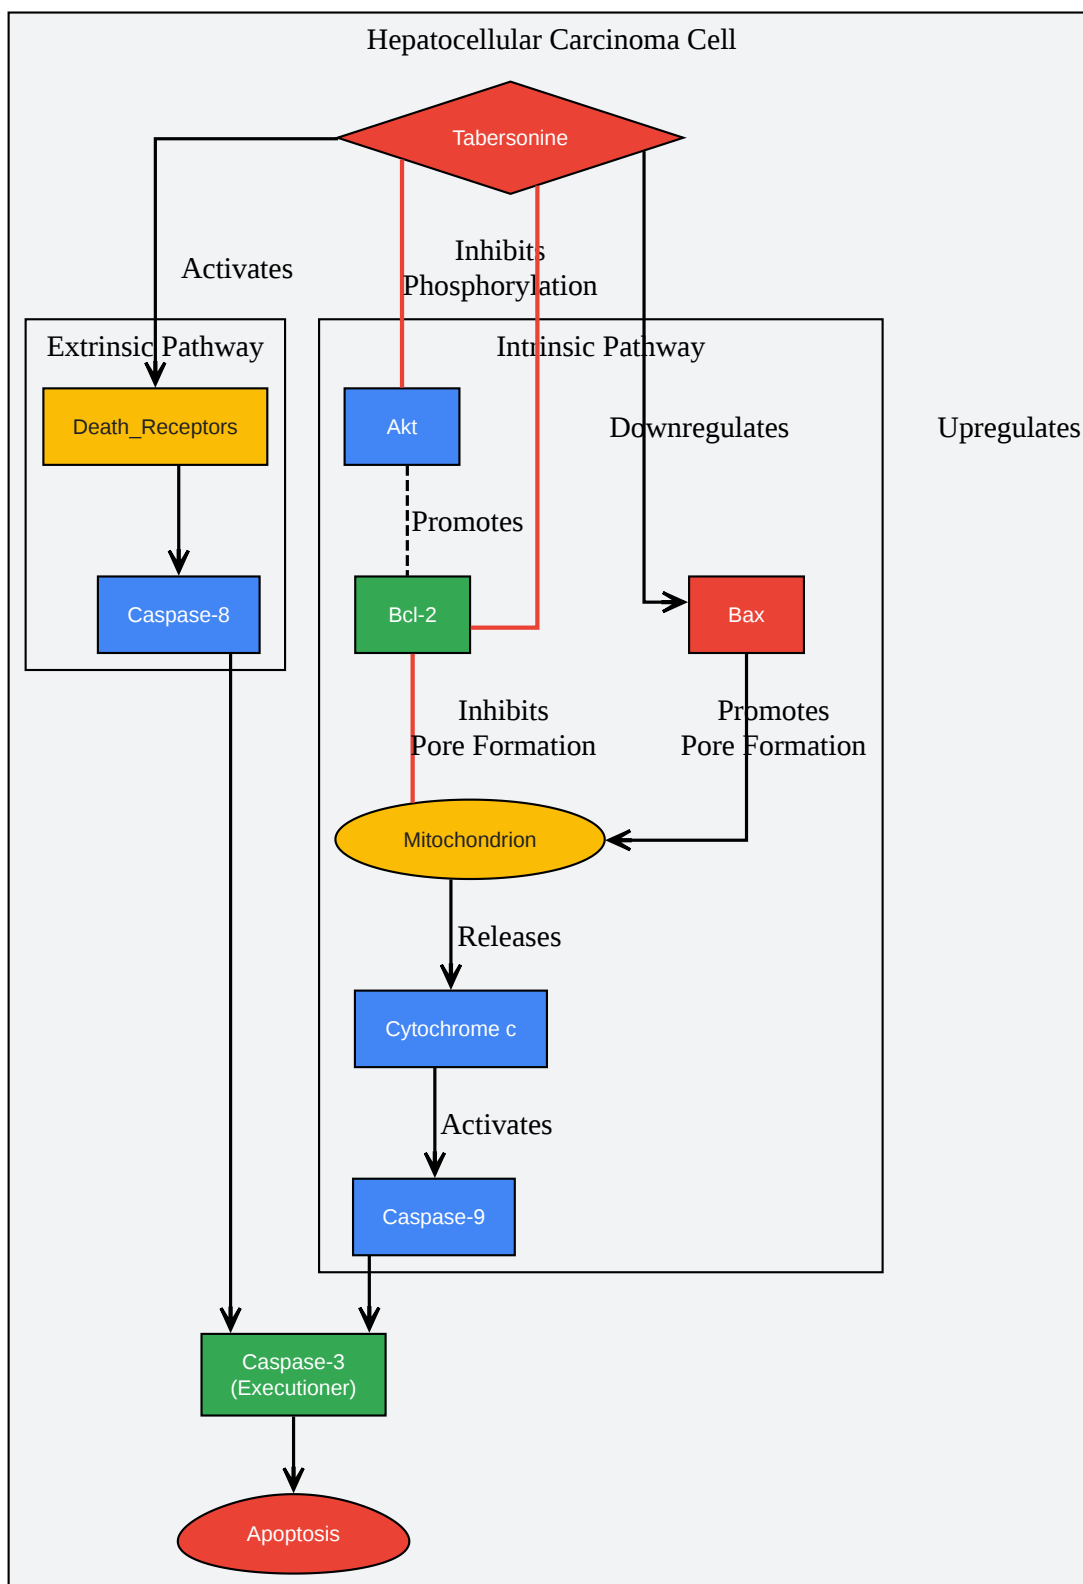 Hepatocellular Carcinoma Cell
Tabersonine
Activates
Inhibits
Phosphorylation
Extrinsic Pathway
Intrinsic Pathway
Death_Receptors
Akt
Downregulates
Upregulates
Promotes
Caspase-8
Bcl-2
Bax
Inhibits
Pore Formation
Promotes
Pore Formation
Mitochondrion
Releases
Cytochrome c
Activates
Caspase-9
Caspase-3
(Executioner)
Apoptosis